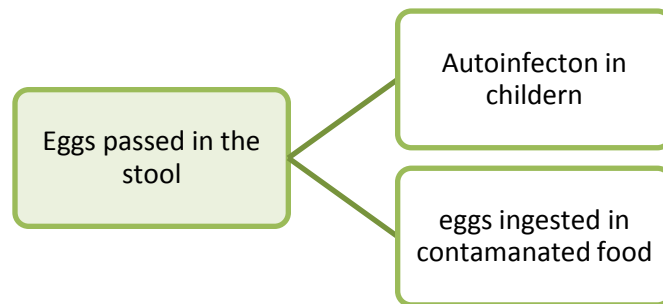 Eggs passed in the
stool
Autoinfecton in
childern
eggs ingested in
contamanated food